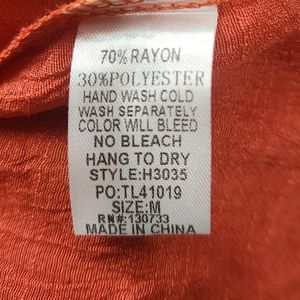 70% RAYON
30%POLYESTER
HAND WASH COLD
WASH SEPARATELY
COLOR WILL BLEED
NO BLEACH
HANG TO DRY
STYLE:H3035
PO:TL41019
SIZE:M
RN#:130733
MADE IN CHINA